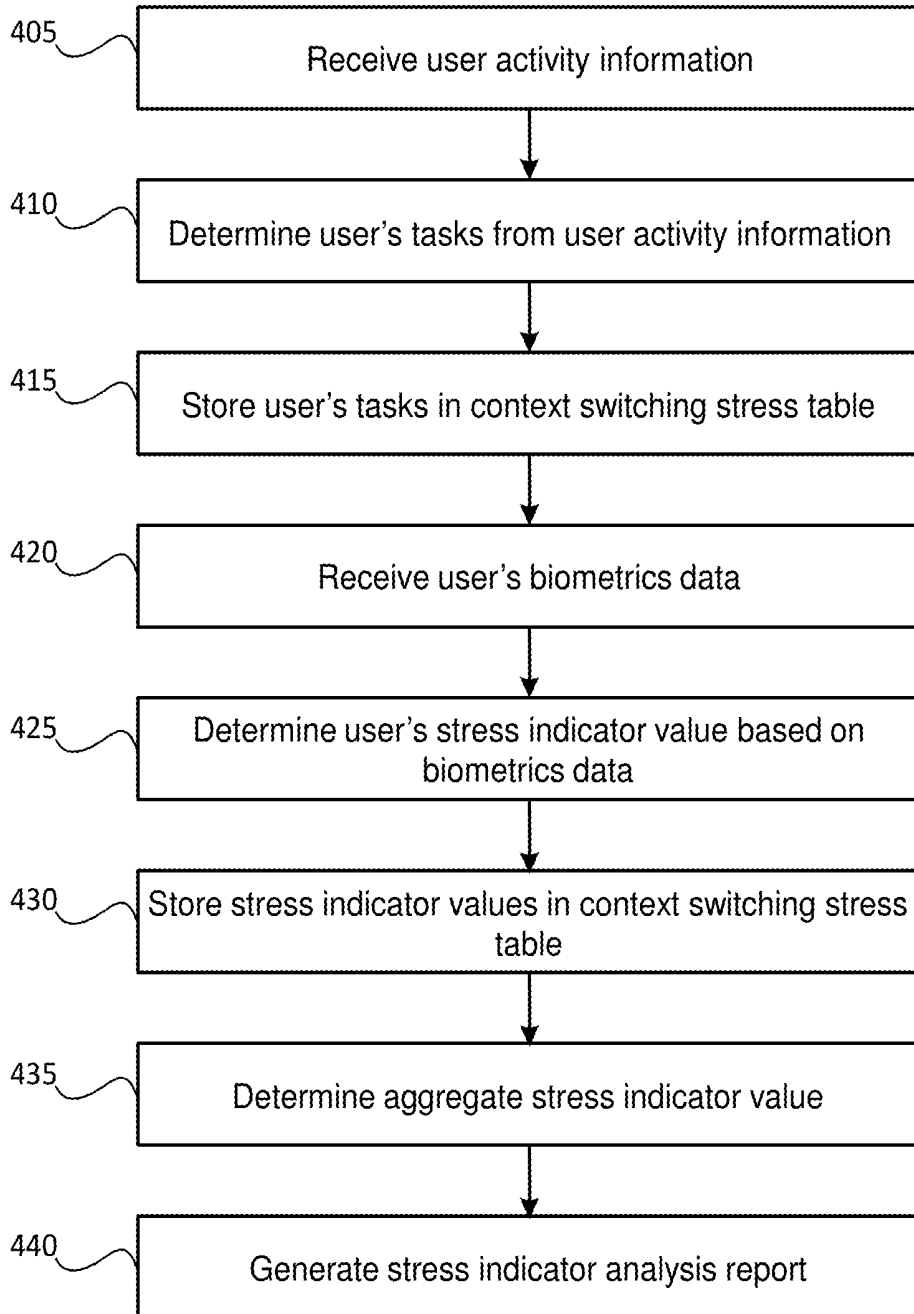 405
Receive user activity information
410
Determine user's tasks from user activity information
415
Store user's tasks in context switching stress table
420
Receive user's biometrics data
425
Determine user's stress indicator value based on
biometrics data
430
Store stress indicator values in context switching stress
table
435
Determine aggregate stress indicator value
440
Generate stress indicator analysis report